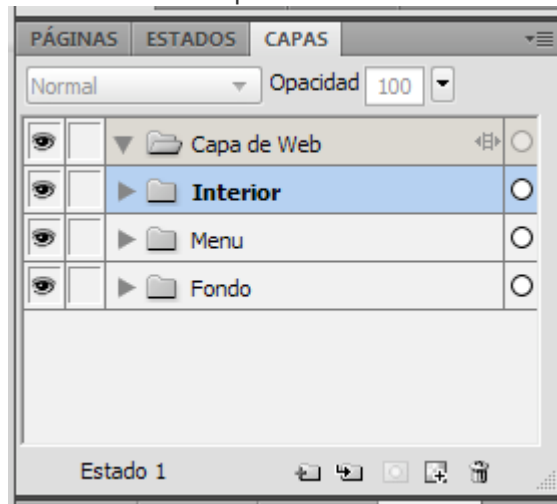 PÁGINAS ESTADOS CAPAS
Normal Opacidad 100
Capa de Web
Interior
Menu
Fondo
Estado 1